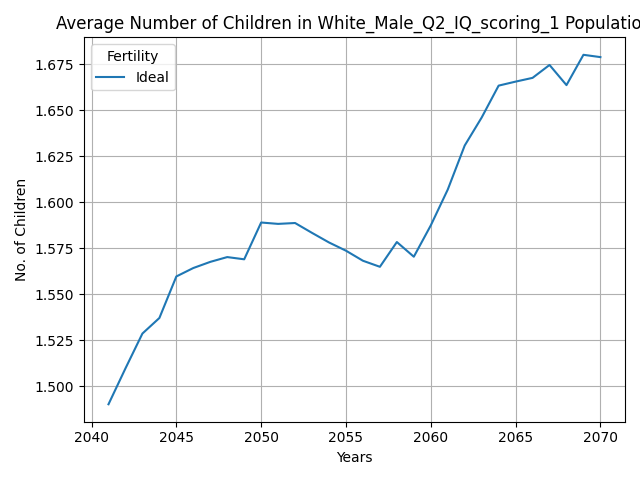 Average Number of Children in White_Male_Q2_IQ_scoring_1 Populatio
Fertility
Ideal
No. of Children
1.675
1.650
1.625
1.600
1.575
1.550
1.525
1.500
2040 2045 2050 2055 2060 2065 2070
Years